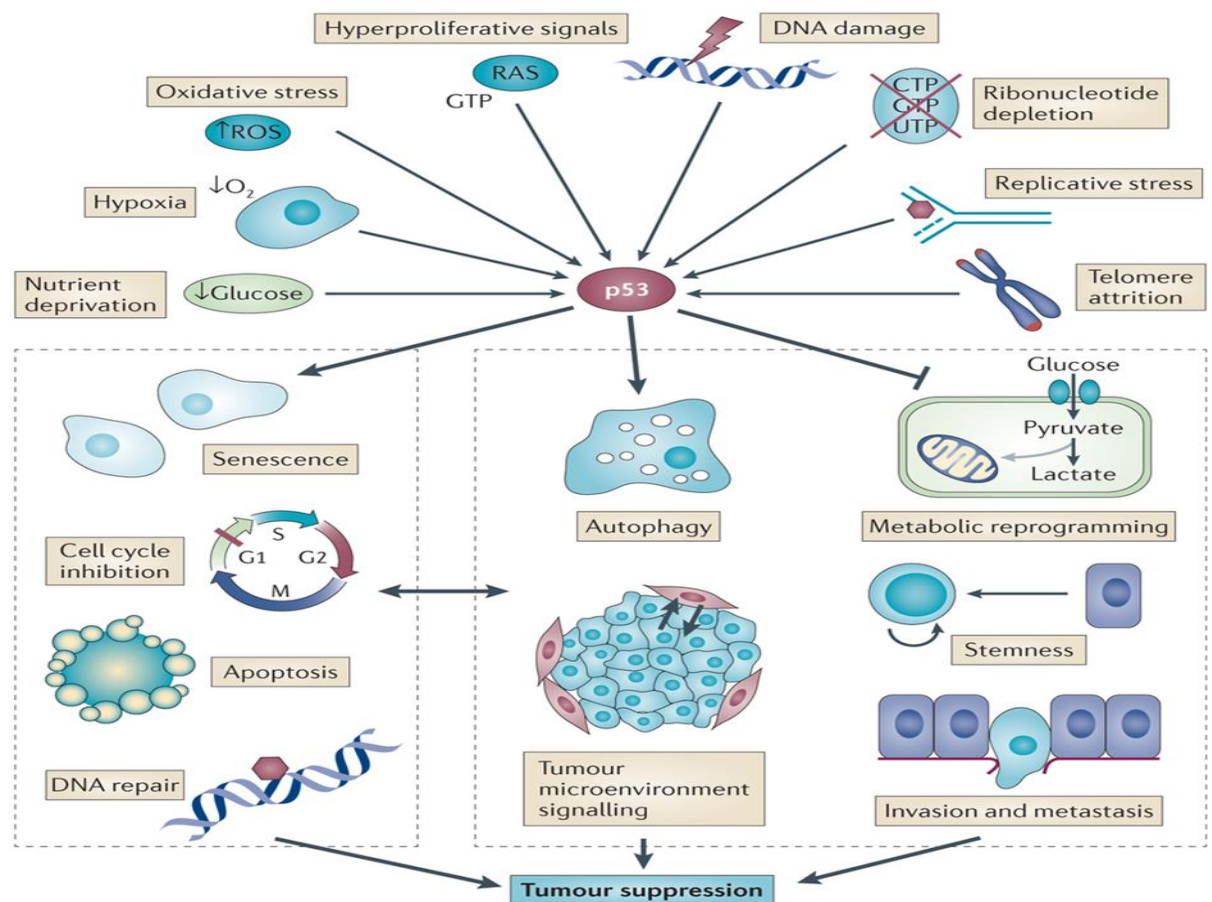 Hyperproliferative signals
DNA damage
RAS
GTP
CTP
GTP
UTP
Ribonucleotide
depletion
Oxidative stress
↑ROS
Hypoxia
↓O₂
Replicative stress
Nutrient
deprivation
↓Glucose
p53
Telomere
attrition
Senescence
Cell cycle
inhibition
S
G1
G2
M
Apoptosis
DNA repair
Autophagy
Tumour
microenvironment
signalling
Glucose
Pyruvate
Lactate
Metabolic reprogramming
Stemness
Invasion and metastasis
Tumour suppression